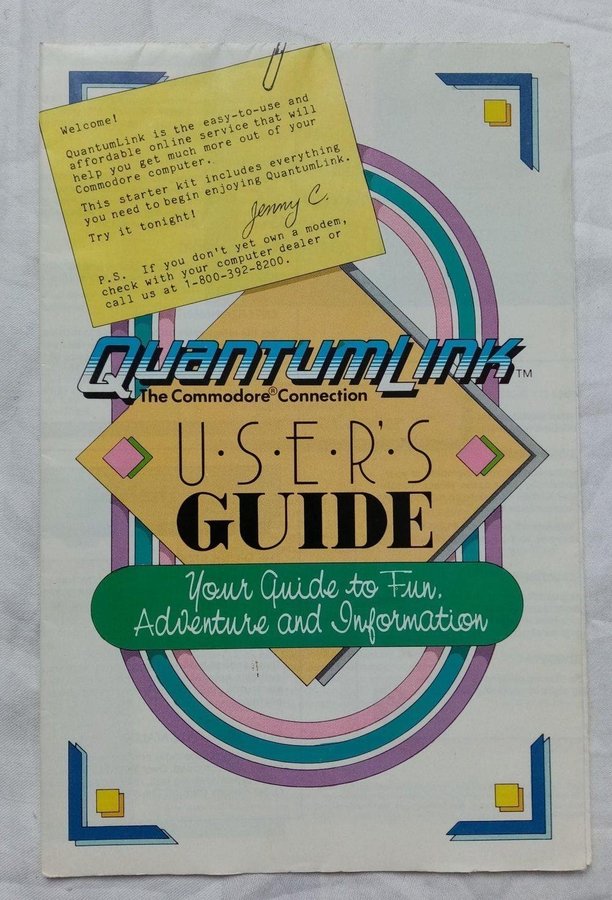 Welcome!
QuantumLink is the easy-to-use and
affordable online service that will
help you get much more out of your
Commodore computer.
This starter kit includes everything
you need to begin enjoying QuantumLink.
Try it tonight!
Jenny C.
P.S. If you don't yet own a modem,
check with your computer dealer or
call us at 1-800-392-8200.
QUANTUMLINK™
The Commodore® Connection
U·S·E·R'·S
GUIDE
Your Guide to Fun,
Adventure and Information